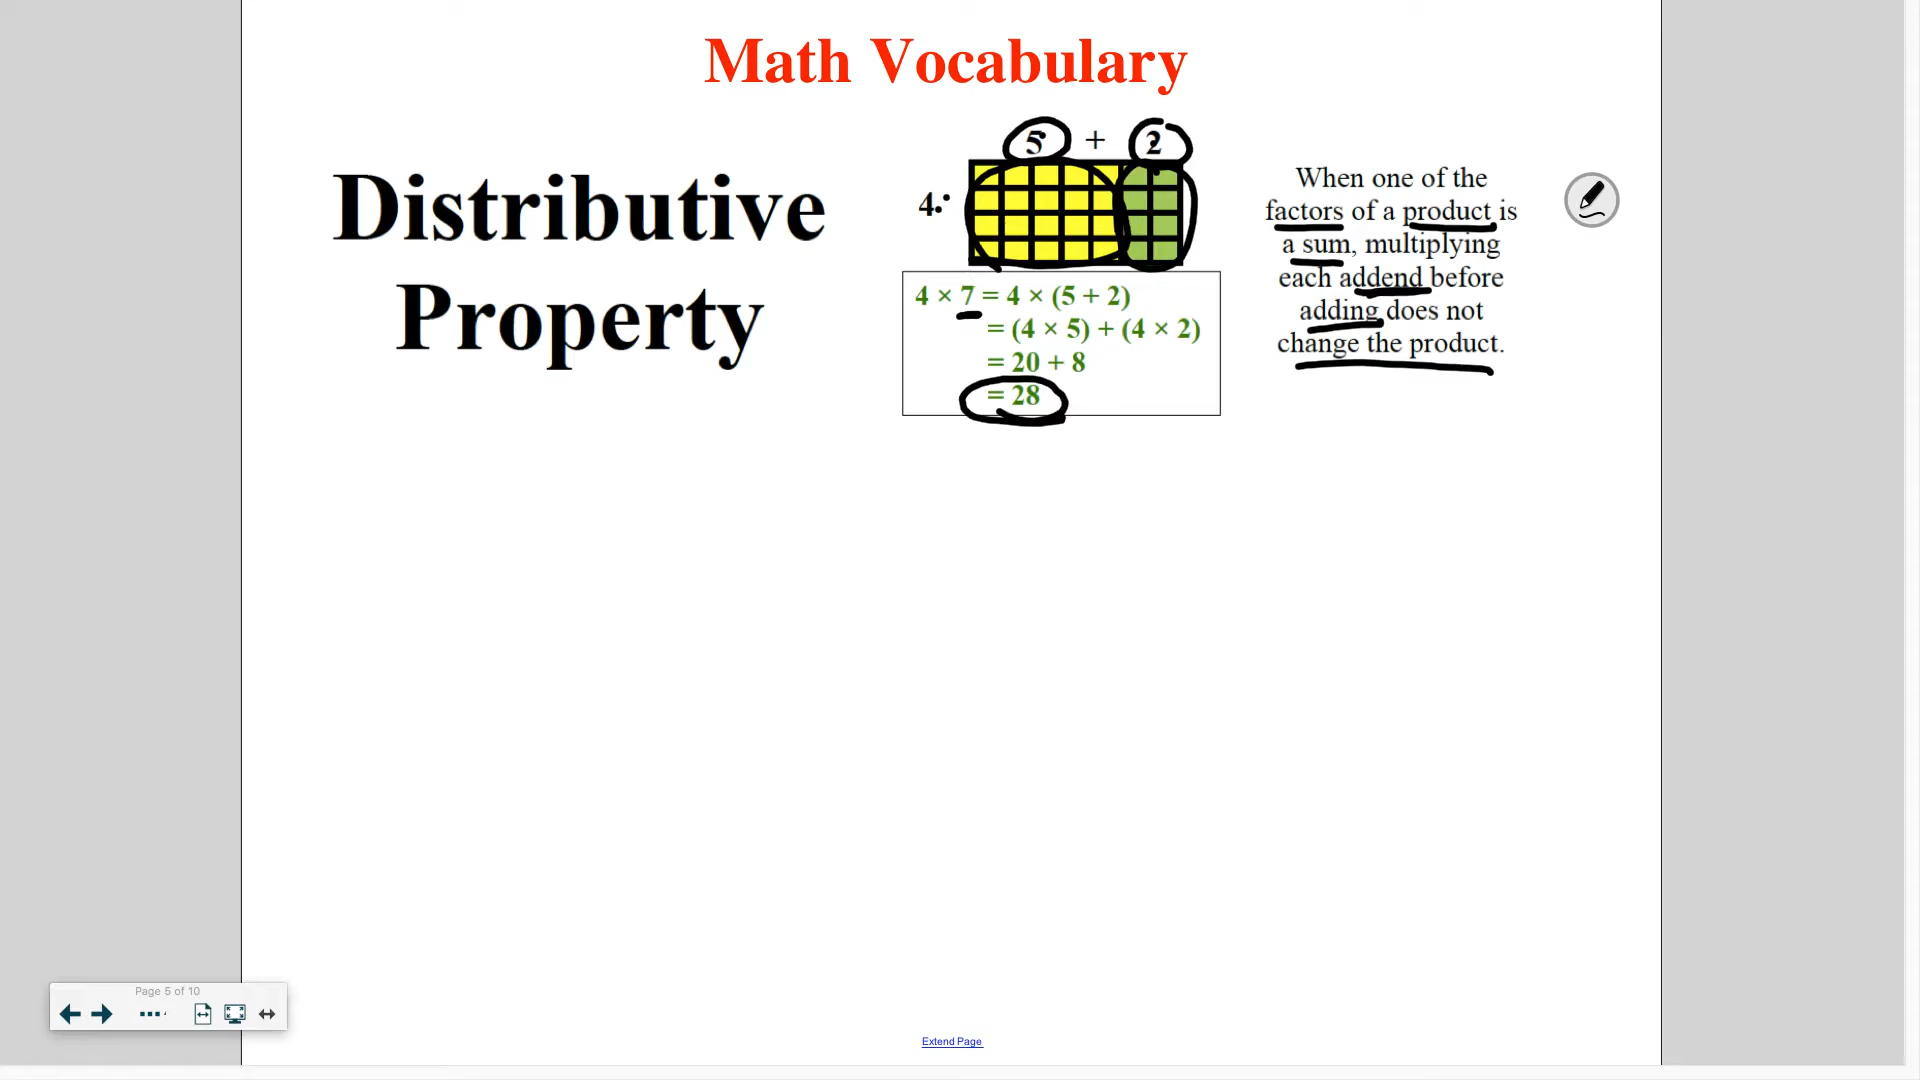 Math Vocabulary
Distributive
Property
5 + 2
4
4 × 7 = 4 × (5 + 2)
= (4 × 5) + (4 × 2)
= 20 + 8
= 28
When one of the
factors of a product is
a sum, multiplying
each addend before
adding does not
change the product.
Page 5 of 10
Extend Page